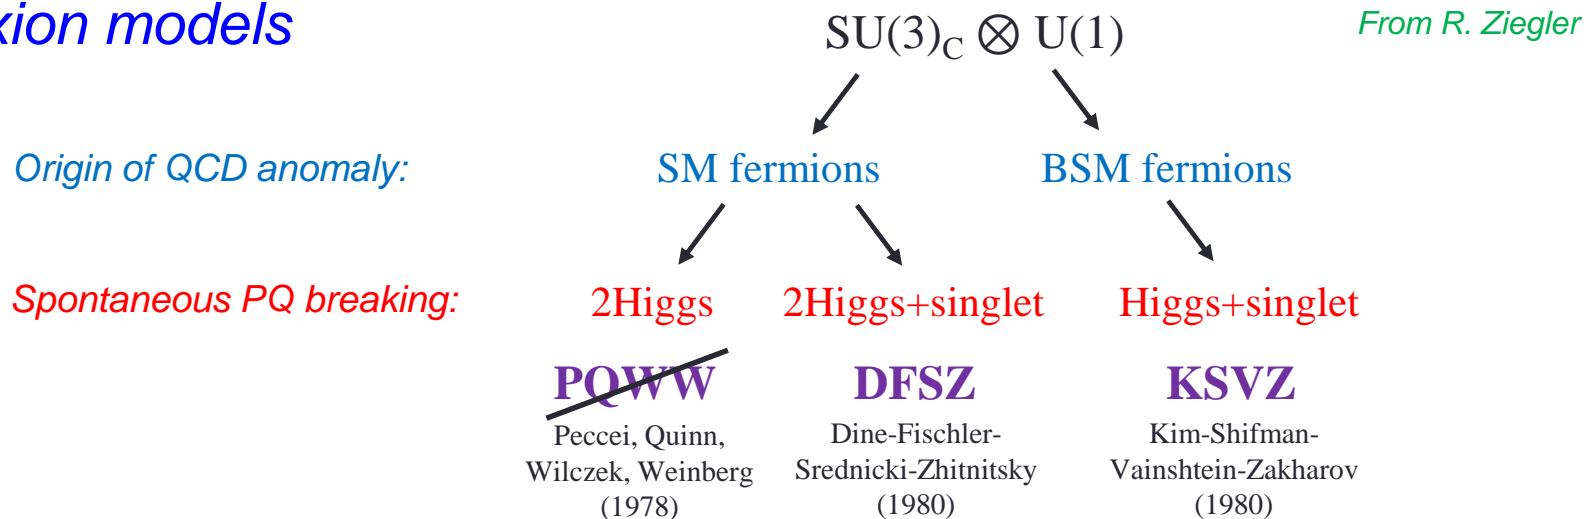 xion models
SU(3)C ⊗ U(1)
From R. Ziegler
Origin of QCD anomaly:
SM fermions
BSM fermions
Spontaneous PQ breaking:
2Higgs
2Higgs+singlet
Higgs+singlet
PQWW
DFSZ
KSVZ
Peccei, Quinn,
Wilczek, Weinberg
(1978)
Dine-Fischler-
Srednicki-Zhitnitsky
(1980)
Kim-Shifman-
Vainshtein-Zakharov
(1980)